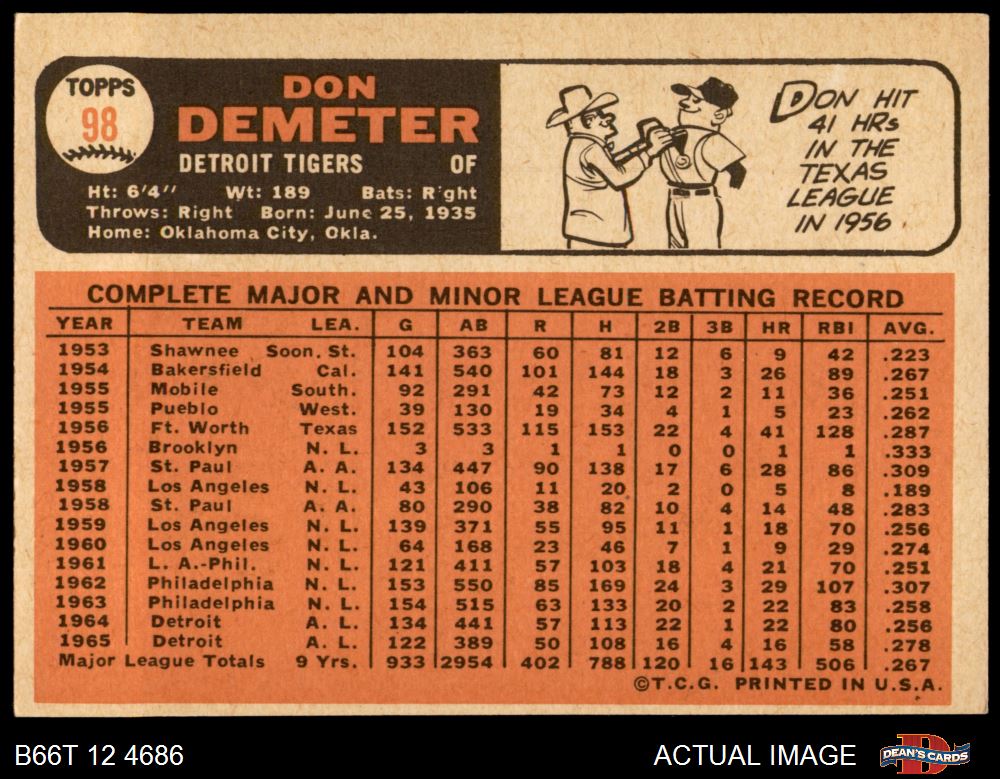 TOPPS
98
DON
DEMETER
DETROIT TIGERS OF
Ht: 6'4" Wt: 189 Bats: Right
Throws: Right Born: June 25, 1935
Home: Oklahoma City, Okla.
DON HIT
41 HRs
IN THE
TEXAS
LEAGUE
IN 1956
COMPLETE MAJOR AND MINOR LEAGUE BATTING RECORD
YEAR TEAM LEA. G AB R H 2B 3B HR RBI AVG.
1953 Shawnee Soon. St. 104 363 60 81 12 6 9 42 .223
1954 Bakersfield Cal. 141 540 101 144 18 3 26 89 .267
1955 Mobile South. 92 291 42 73 12 2 11 36 .251
1955 Pueblo West. 39 130 19 34 4 1 5 23 .262
1956 Ft. Worth Texas 152 533 115 153 22 4 41 128 .287
1956 Brooklyn N. L. 3 3 1 1 0 0 1 1 .333
1957 St. Paul A. A. 134 447 90 138 17 6 28 86 .309
1958 Los Angeles N. L. 43 106 11 20 2 0 5 8 .189
1958 St. Paul A. A. 80 290 38 82 10 4 14 48 .283
1959 Los Angeles N. L. 139 371 55 95 11 1 18 70 .256
1960 Los Angeles N. L. 64 168 23 46 7 1 9 29 .274
1961 L. A.-Phil. N. L. 121 411 57 103 18 4 21 70 .251
1962 Philadelphia N. L. 153 550 85 169 24 3 29 107 .307
1963 Philadelphia N. L. 154 515 63 133 20 2 22 83 .258
1964 Detroit A. L. 134 441 57 113 22 1 22 80 .256
1965 Detroit A. L. 122 389 50 108 16 4 16 58 .278
Major League Totals 9 Yrs. 933 2954 402 788 120 16 143 506 .267
©T.C.G. PRINTED IN U.S.A.
B66T 12 4686 ACTUAL IMAGE DEAN'S CARDS